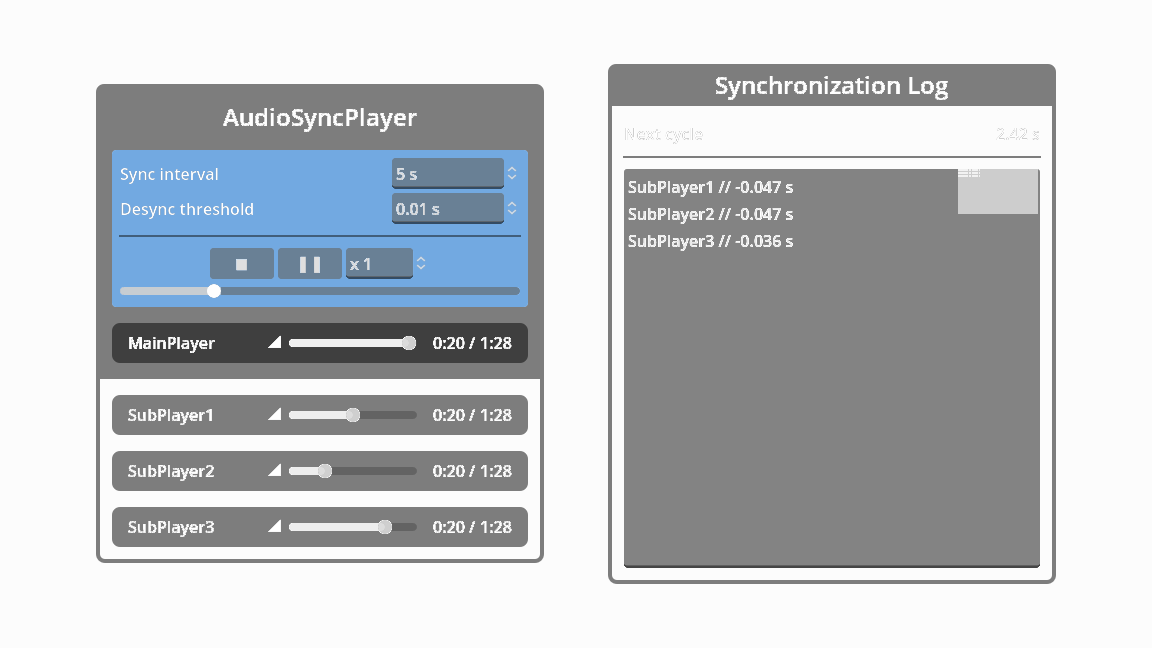 AudioSyncPlayer
Sync interval 5 s
Desync threshold 0.01 s
x 1
MainPlayer 0:20 / 1:28
SubPlayer1 0:20 / 1:28
SubPlayer2 0:20 / 1:28
SubPlayer3 0:20 / 1:28
Synchronization Log
Next cycle 2.42 s
SubPlayer1 // -0.047 s
SubPlayer2 // -0.047 s
SubPlayer3 // -0.036 s